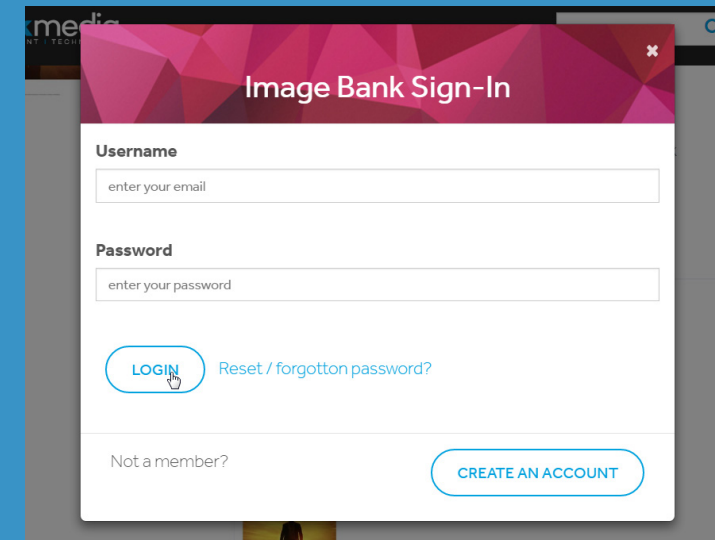 Image Bank Sign-In
Username
enter your email
Password
enter your password
LOGIN
Reset / forgotton password?
Not a member?
CREATE AN ACCOUNT